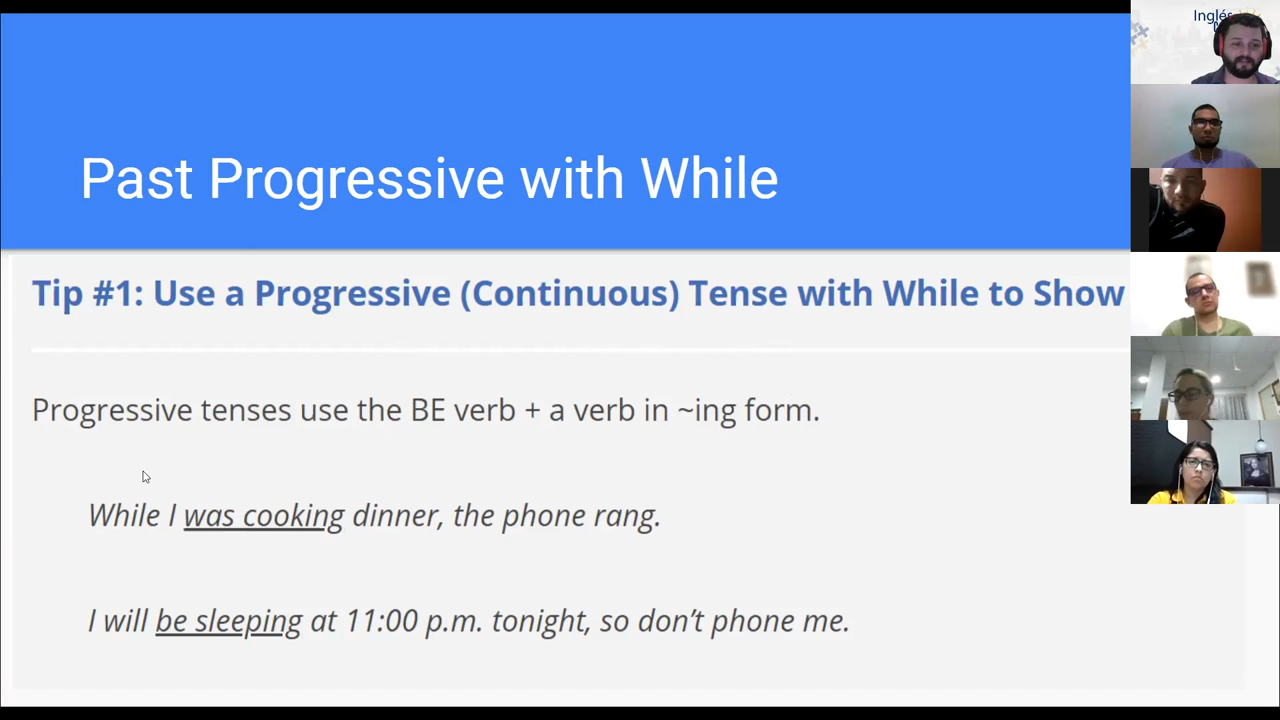 Past Progressive with While
Tip #1: Use a Progressive (Continuous) Tense with While to Show
Progressive tenses use the BE verb + a verb in ~ing form.
While I was cooking dinner, the phone rang.
I will be sleeping at 11:00 p.m. tonight, so don't phone me.
Inglés